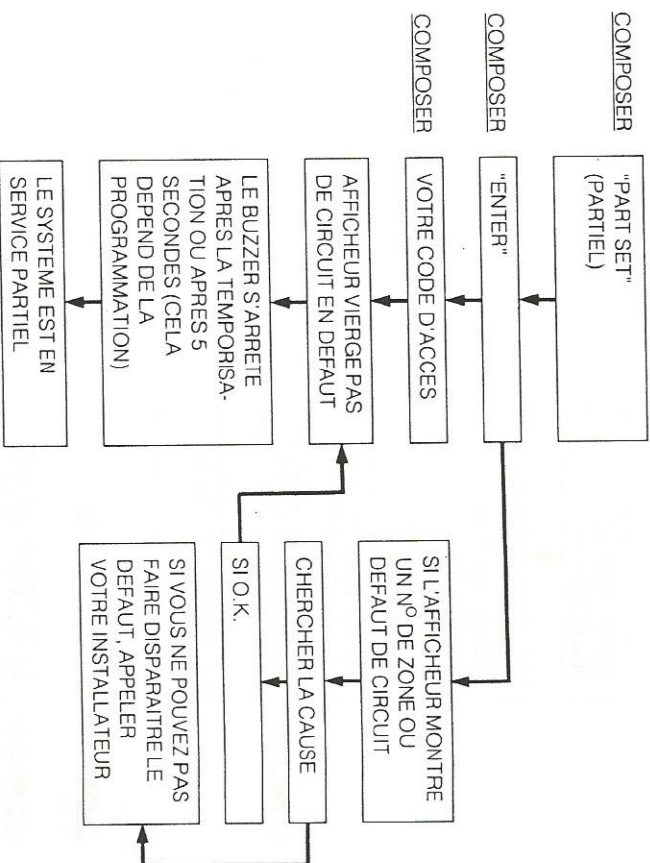 COMPOSER
"PART SET"
(PARTIEL)
COMPOSER
"ENTER"
COMPOSER
VOTRE CODE D'ACCES
AFFICHEUR VIERGE PAS
DE CIRCUIT EN DEFAUT
LE BUZZER S'ARRETE
APRES LA TEMPORISA-
TION OU APRES 5
SECONDES (CELA
DEPEND DE LA
PROGRAMMATION)
LE SYSTEME EST EN
SERVICE PARTIEL
SI L'AFFICHEUR MONTRE
UN Nº DE ZONE OU
DEFAUT DE CIRCUIT
CHERCHER LA CAUSE
SI O.K.
SI VOUS NE POUVEZ PAS
FAIRE DISPARAITRE LE
DEFAUT, APPELER
VOTRE INSTALLATEUR